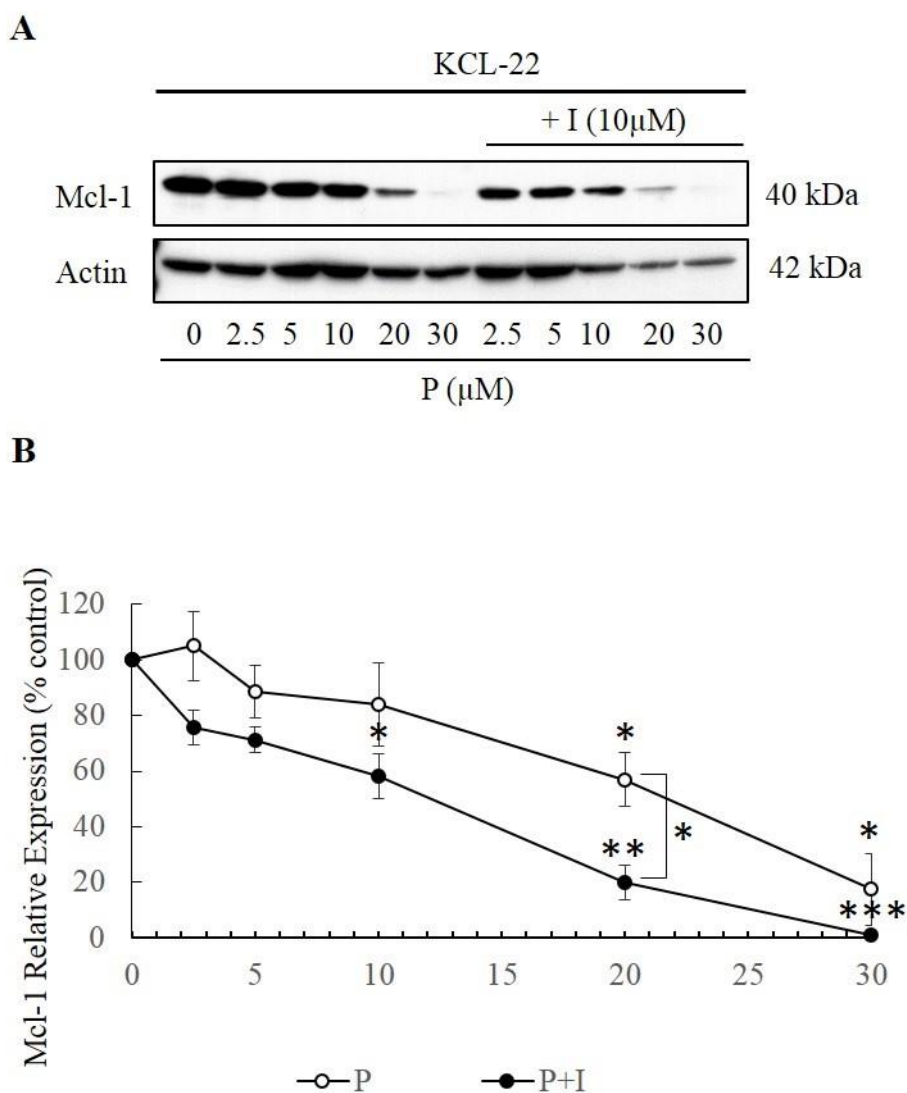 A
KCL-22
+ I (10µM)
Mcl-1
40 kDa
Actin
42 kDa
0 2.5 5 10 20 30 2.5 5 10 20 30
P (µM)
B
Mcl-1 Relative Expression (% control)
120
100
80
60
40
20
0
*
*
*
*
**
***
0 5 10 15 20 25 30
P P+I